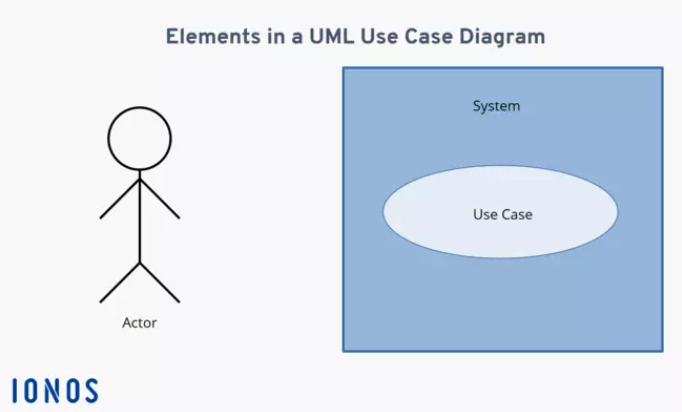 Elements in a UML Use Case Diagram
System
Use Case
Actor
IONOS